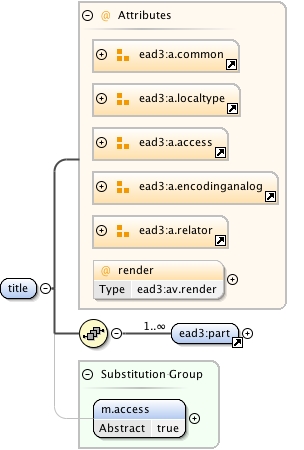 @ Attributes
ead3:a.common
ead3:a.localtype
ead3:a.access
ead3:a.encodinganalog
ead3:a.relator
@ render
Type ead3:av.render
title
1..∞ ead3:part
Substitution Group
m.access
Abstract true